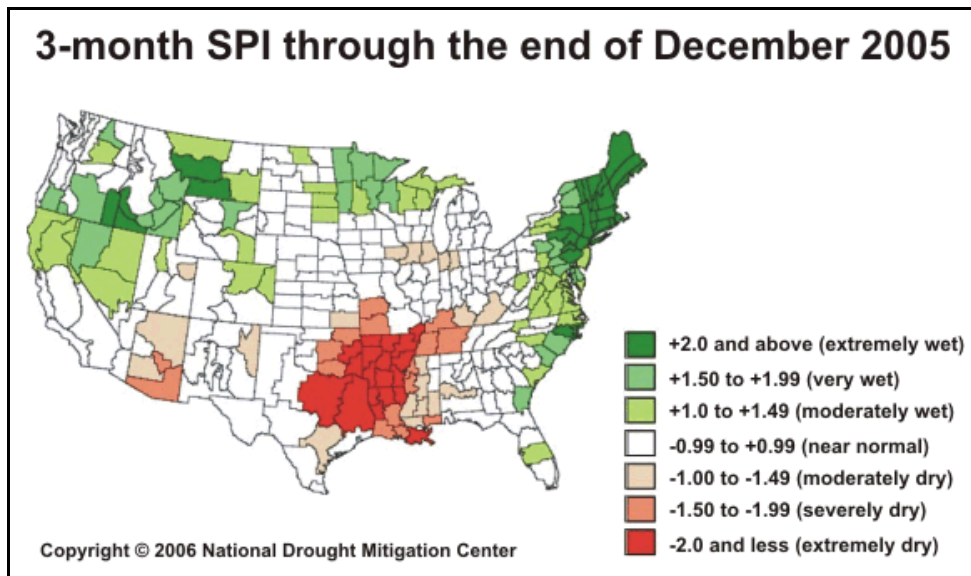 3-month SPI through the end of December 2005
+2.0 and above (extremely wet)
+1.50 to +1.99 (very wet)
+1.0 to +1.49 (moderately wet)
-0.99 to +0.99 (near normal)
-1.00 to -1.49 (moderately dry)
-1.50 to -1.99 (severely dry)
-2.0 and less (extremely dry)
Copyright © 2006 National Drought Mitigation Center